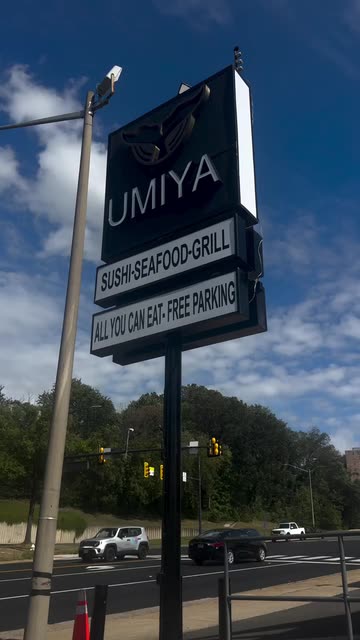 UMIYA
SUSHI-SEAFOOD-GRILL
ALL YOU CAN EAT- FREE PARKING